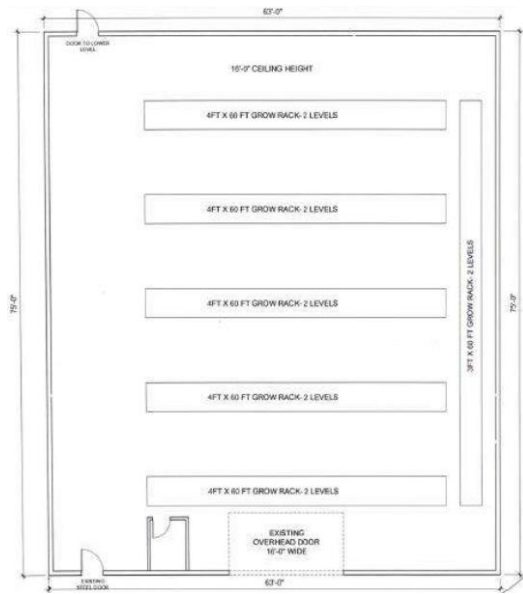 63'-0"
DOOR TO LOWER
LEVEL
16'-0" CEILING HEIGHT
4FT X 60 FT GROW RACK- 2 LEVELS
4FT X 60 FT GROW RACK- 2 LEVELS
4FT X 60 FT GROW RACK- 2 LEVELS
4FT X 60 FT GROW RACK- 2 LEVELS
4FT X 60 FT GROW RACK- 2 LEVELS
3FT X 60 FT GROW RACK- 2 LEVELS
75'-0"
75'-0"
EXISTING
OVERHEAD DOOR
16'-0" WIDE
EXISTING
STEEL DOOR
63'-0"